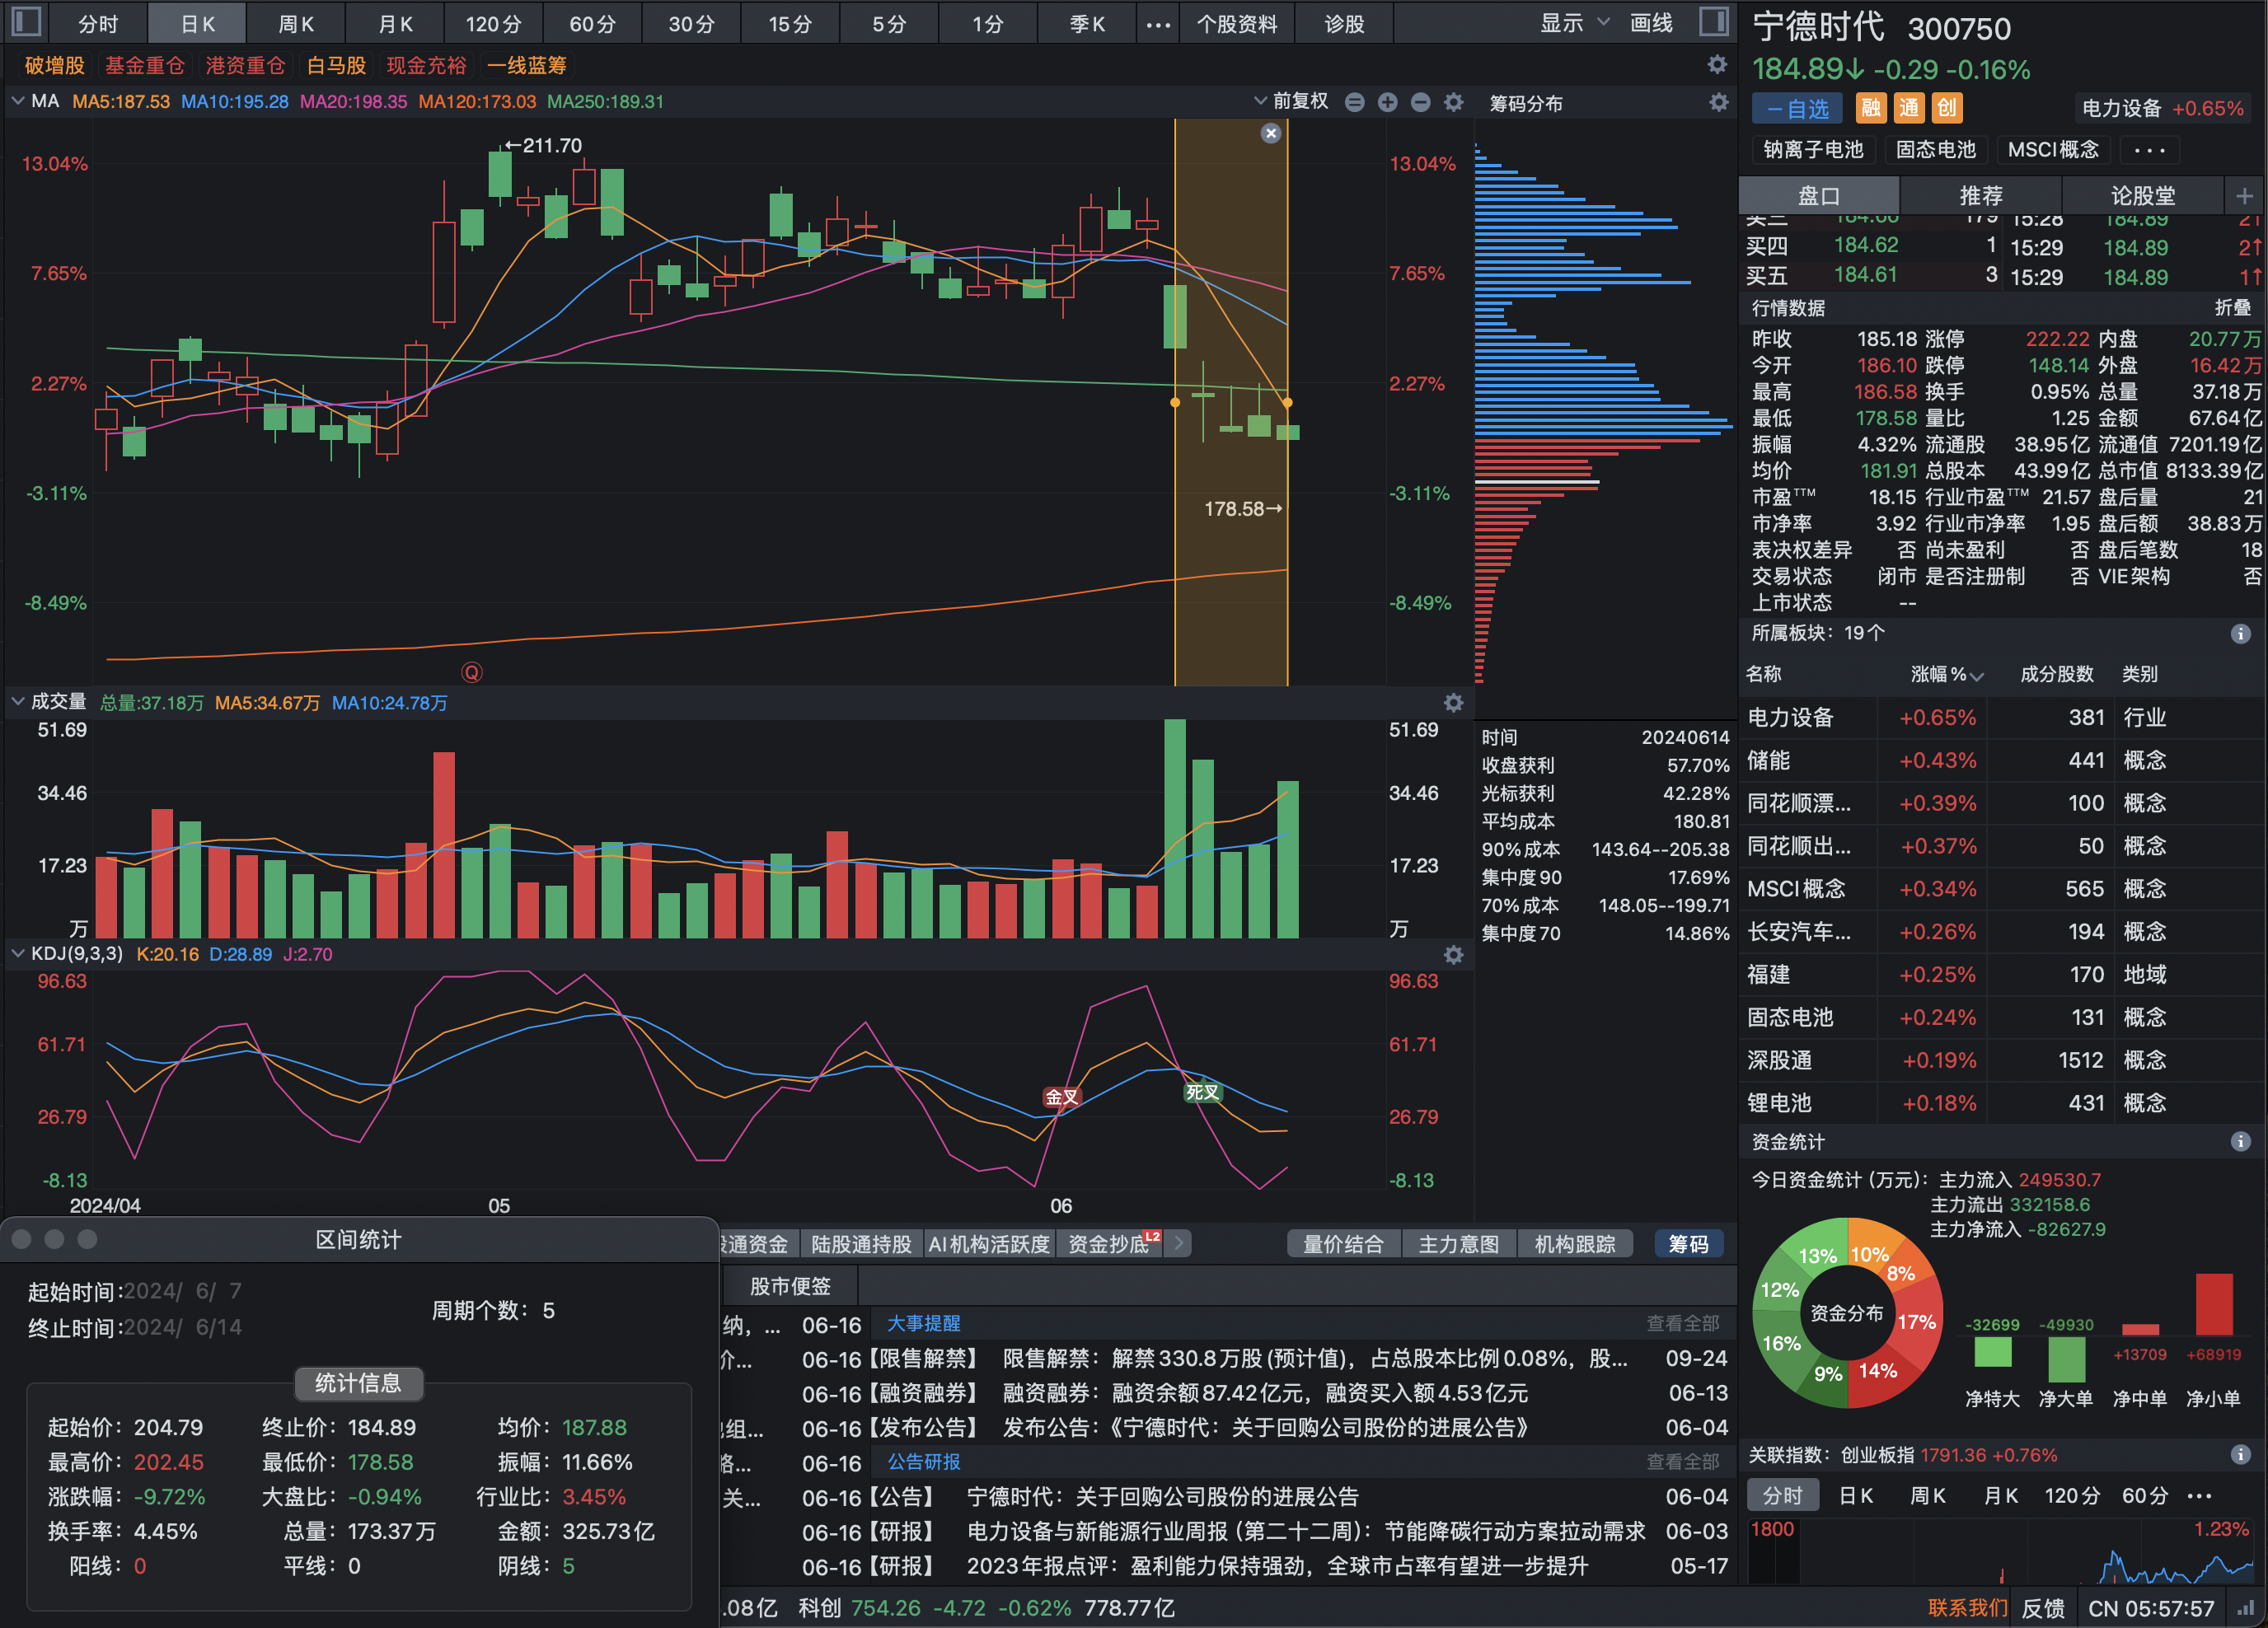 分时 日K 周K 月K 120分 60分 30分 15分 5分 1分 季K ··· 个股资料 诊股 显示 画线
破增股 基金重仓 港资重仓 白马股 现金充裕 一线蓝筹
MA MA5:187.53 MA10:195.28 MA20:198.35 MA120:173.03 MA250:189.31 前复权
←211.70
13.04% 13.04%
7.65% 7.65%
2.27% 2.27%
-3.11% -3.11%
178.58→
-8.49% -8.49%
Q
成交量 总量:37.18万 MA5:34.67万 MA10:24.78万
51.69 51.69
34.46 34.46
17.23 17.23
万 万
KDJ(9,3,3) K:20.16 D:28.89 J:2.70
96.63 96.63
61.71 61.71
金叉 死叉
26.79 26.79
-8.13 -8.13
2024/04 05 06
筹码分布
时间 20240614
收盘获利 57.70%
光标获利 42.28%
平均成本 180.81
90%成本 143.64--205.38
集中度90 17.69%
70%成本 148.05--199.71
集中度70 14.86%
通资金 陆股通持股 AI机构活跃度 资金抄底 L2 量价结合 主力意图 机构跟踪 筹码
区间统计
起始时间:2024/ 6/ 7
终止时间:2024/ 6/14
周期个数：5
统计信息
起始价：204.79 终止价：184.89 均价：187.88
最高价：202.45 最低价：178.58 振幅：11.66%
涨跌幅：-9.72% 大盘比：-0.94% 行业比：3.45%
换手率：4.45% 总量：173.37万 金额：325.73亿
阳线：0 平线：0 阴线：5
股市便签
纳，... 06-16
价... 06-16
06-16
组... 06-16
06-16
关... 06-16
06-16
06-16
大事提醒 查看全部
【限售解禁】 限售解禁：解禁330.8万股(预计值)，占总股本比例0.08%，股... 09-24
【融资融券】 融资融券：融资余额87.42亿元，融资买入额4.53亿元 06-13
【发布公告】 发布公告：《宁德时代：关于回购公司股份的进展公告》 06-04
公告研报 查看全部
【公告】 宁德时代：关于回购公司股份的进展公告 06-04
【研报】 电力设备与新能源行业周报 (第二十二周)：节能降碳行动方案拉动需求 06-03
【研报】 2023年报点评：盈利能力保持强劲，全球市占率有望进一步提升 05-17
.08亿 科创 754.26 -4.72 -0.62% 778.77亿
联系我们 反馈 CN 05:57:57
宁德时代 300750
184.89↓ -0.29 -0.16%
－自选 融 通 创 电力设备 +0.65%
钠离子电池 固态电池 MSCI概念 ···
盘口 推荐 论股堂 +
买三 184.66 179 15:28 184.89 21
买四 184.62 1 15:29 184.89 2↑
买五 184.61 3 15:29 184.89 1↑
行情数据 折叠
昨收 185.18 涨停 222.22 内盘 20.77万
今开 186.10 跌停 148.14 外盘 16.42万
最高 186.58 换手 0.95% 总量 37.18万
最低 178.58 量比 1.25 金额 67.64亿
振幅 4.32% 流通股 38.95亿 流通值 7201.19亿
均价 181.91 总股本 43.99亿 总市值 8133.39亿
市盈TTM 18.15 行业市盈TTM 21.57 盘后量 21
市净率 3.92 行业市净率 1.95 盘后额 38.83万
表决权差异 否 尚未盈利 否 盘后笔数 18
交易状态 闭市 是否注册制 否 VIE架构 否
上市状态 --
所属板块：19个
名称 涨幅% 成分股数 类别
电力设备 +0.65% 381 行业
储能 +0.43% 441 概念
同花顺漂... +0.39% 100 概念
同花顺出... +0.37% 50 概念
MSCI概念 +0.34% 565 概念
长安汽车... +0.26% 194 概念
福建 +0.25% 170 地域
固态电池 +0.24% 131 概念
深股通 +0.19% 1512 概念
锂电池 +0.18% 431 概念
资金统计
今日资金统计 (万元)：主力流入 249530.7
主力流出 332158.6
主力净流入 -82627.9
资金分布
13% 10% 8% 17% 14% 9% 16% 12%
-32699 -49930 +13709 +68919
净特大 净大单 净中单 净小单
关联指数：创业板指 1791.36 +0.76%
分时 日K 周K 月K 120分 60分 ···
1800 1.23%